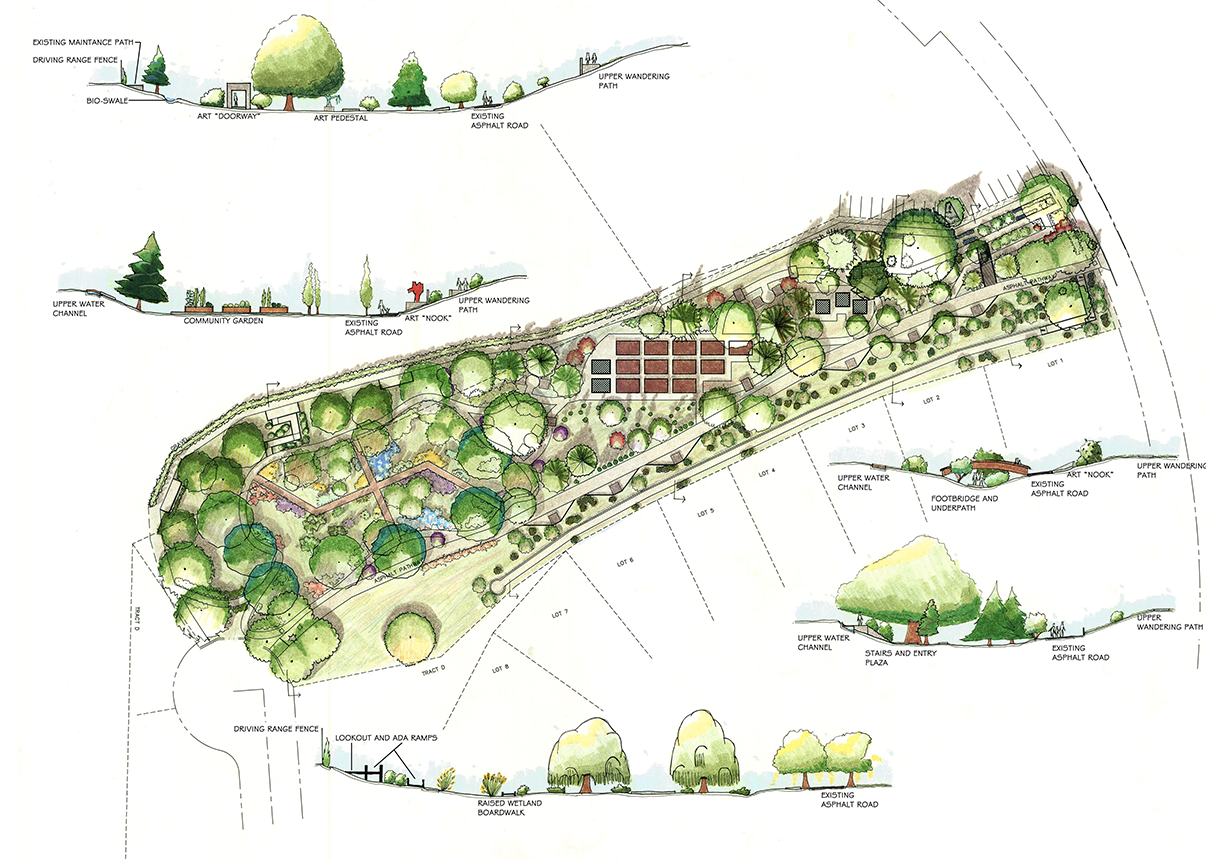 EXISTING MAINTANCE PATH
DRIVING RANGE FENCE
BIO-SWALE
ART "DOORWAY"
ART PEDESTAL
EXISTING
ASPHALT ROAD
UPPER WANDERING
PATH
UPPER WATER
CHANNEL
COMMUNITY GARDEN
EXISTING
ASPHALT ROAD
ART "NOOK"
UPPER WANDERING
PATH
ASPHALT PATHWAY
LOT 1
LOT 2
LOT 3
LOT 4
LOT 5
LOT 6
LOT 7
LOT 8
TRACT D
TRACT D
ASPHALT PATHWAY
UPPER WATER
CHANNEL
FOOTBRIDGE AND
UNDERPATH
EXISTING
ASPHALT ROAD
ART "NOOK"
UPPER WANDERING
PATH
UPPER WATER
CHANNEL
STAIRS AND ENTRY
PLAZA
EXISTING
ASPHALT ROAD
UPPER
WANDERING PATH
DRIVING RANGE FENCE
LOOKOUT AND ADA RAMPS
RAISED WETLAND
BOARDWALK
EXISTING
ASPHALT ROAD